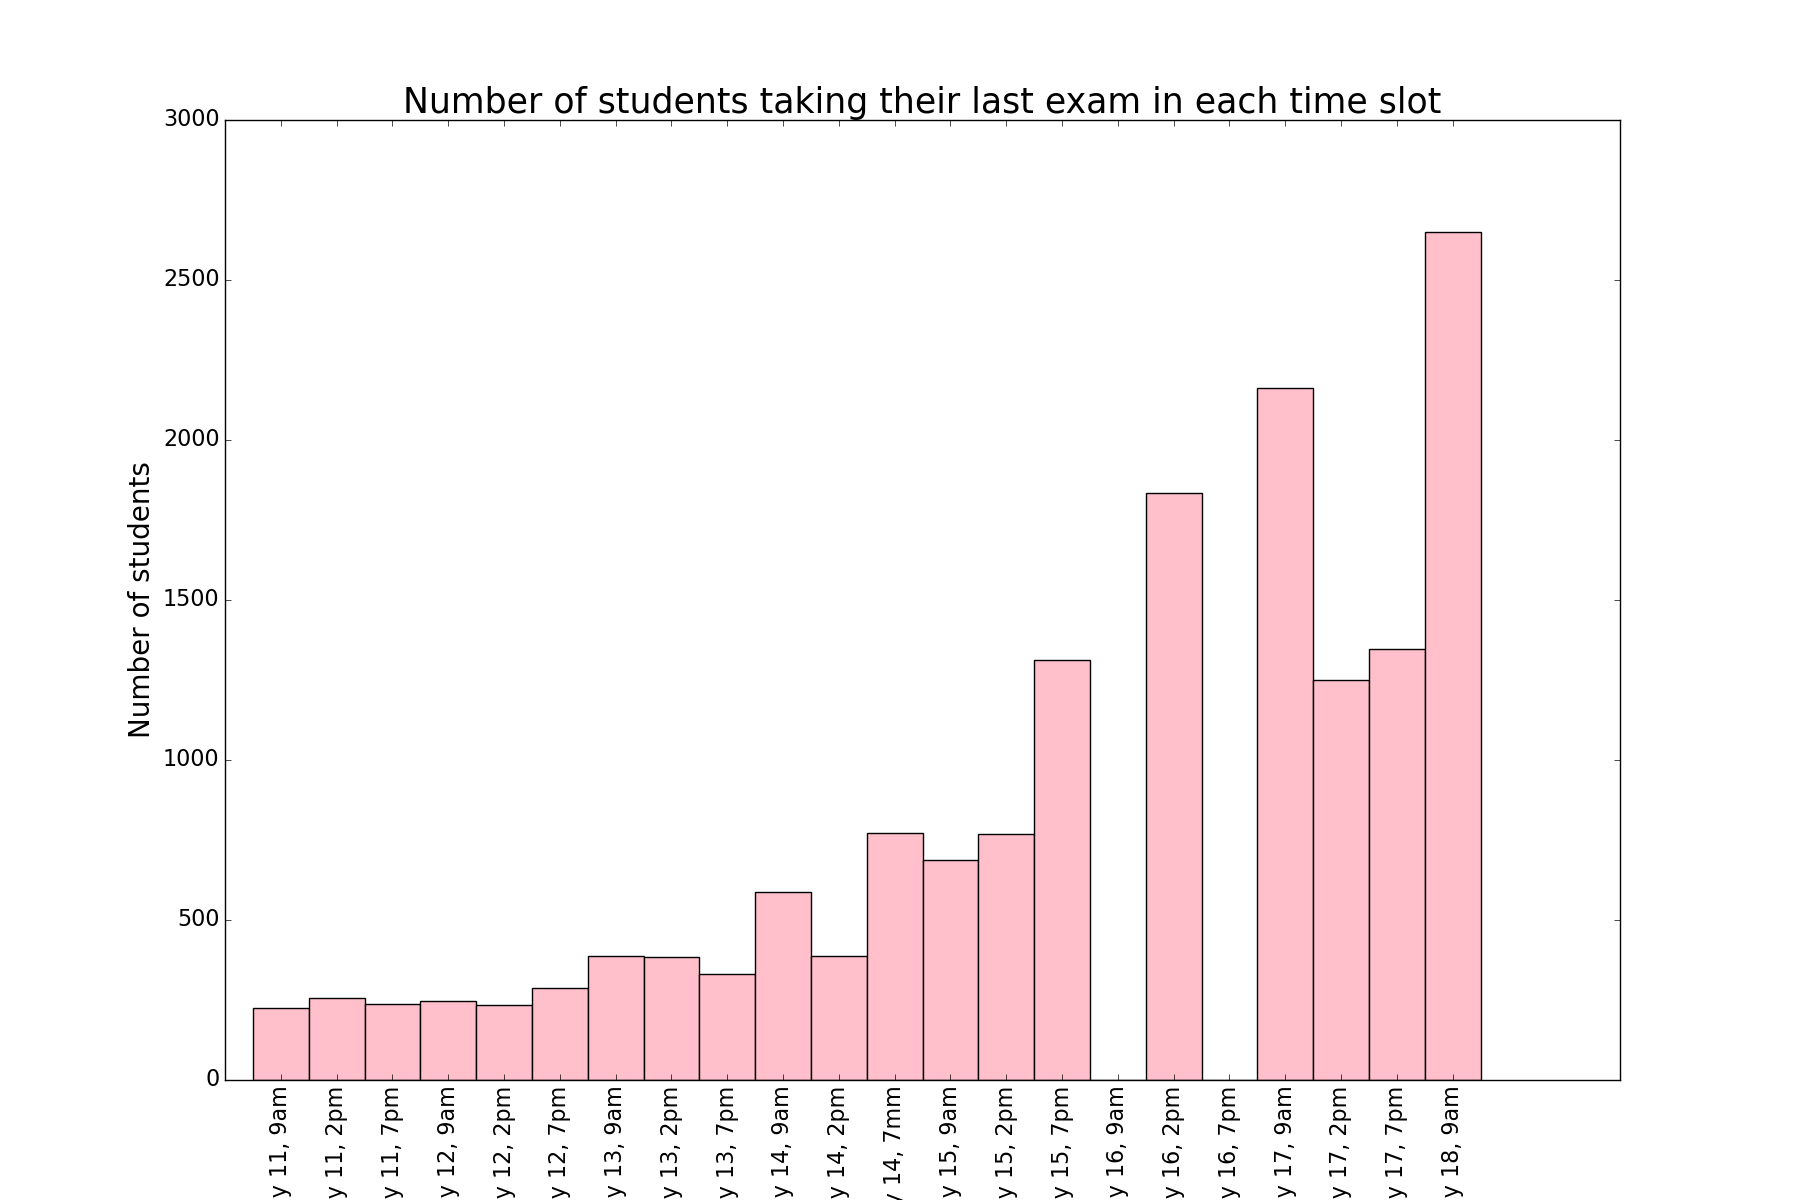 Number of students taking their last exam in each time slot
3000
2500
2000
1500
1000
500
0
Number of students
y 11, 9am
y 11, 2pm
y 11, 7pm
y 12, 9am
y 12, 2pm
y 12, 7pm
y 13, 9am
y 13, 2pm
y 13, 7pm
y 14, 9am
y 14, 2pm
y 14, 7mm
y 15, 9am
y 15, 2pm
y 15, 7pm
y 16, 9am
y 16, 2pm
y 16, 7pm
y 17, 9am
y 17, 2pm
y 17, 7pm
y 18, 9am